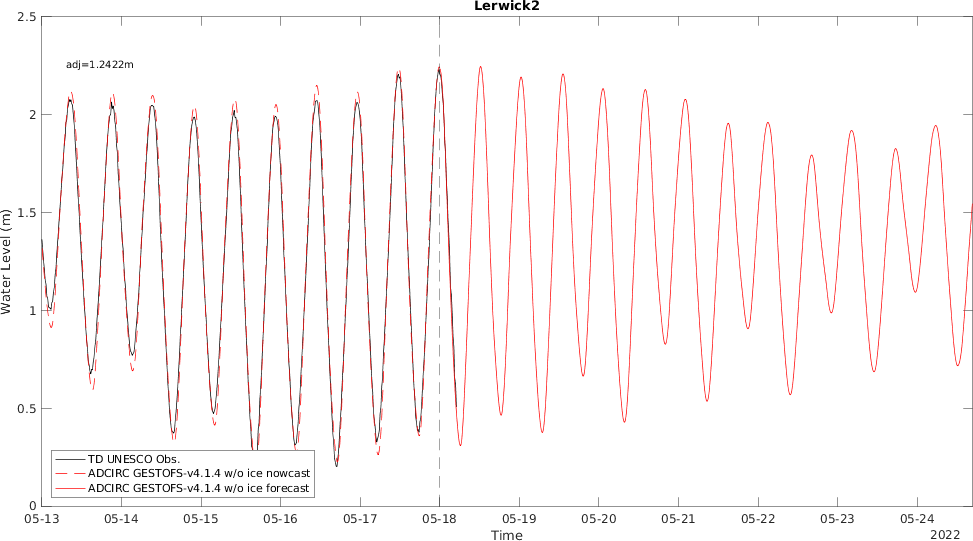 Lerwick2
2.5
adj=1.2422m
2
1.5
Water Level (m)
1
0.5
TD UNESCO Obs.
ADCIRC GESTOFS-v4.1.4 w/o ice nowcast
ADCIRC GESTOFS-v4.1.4 w/o ice forecast
0
05-13 05-14 05-15 05-16 05-17 05-18 05-19 05-20 05-21 05-22 05-23 05-24
Time
2022